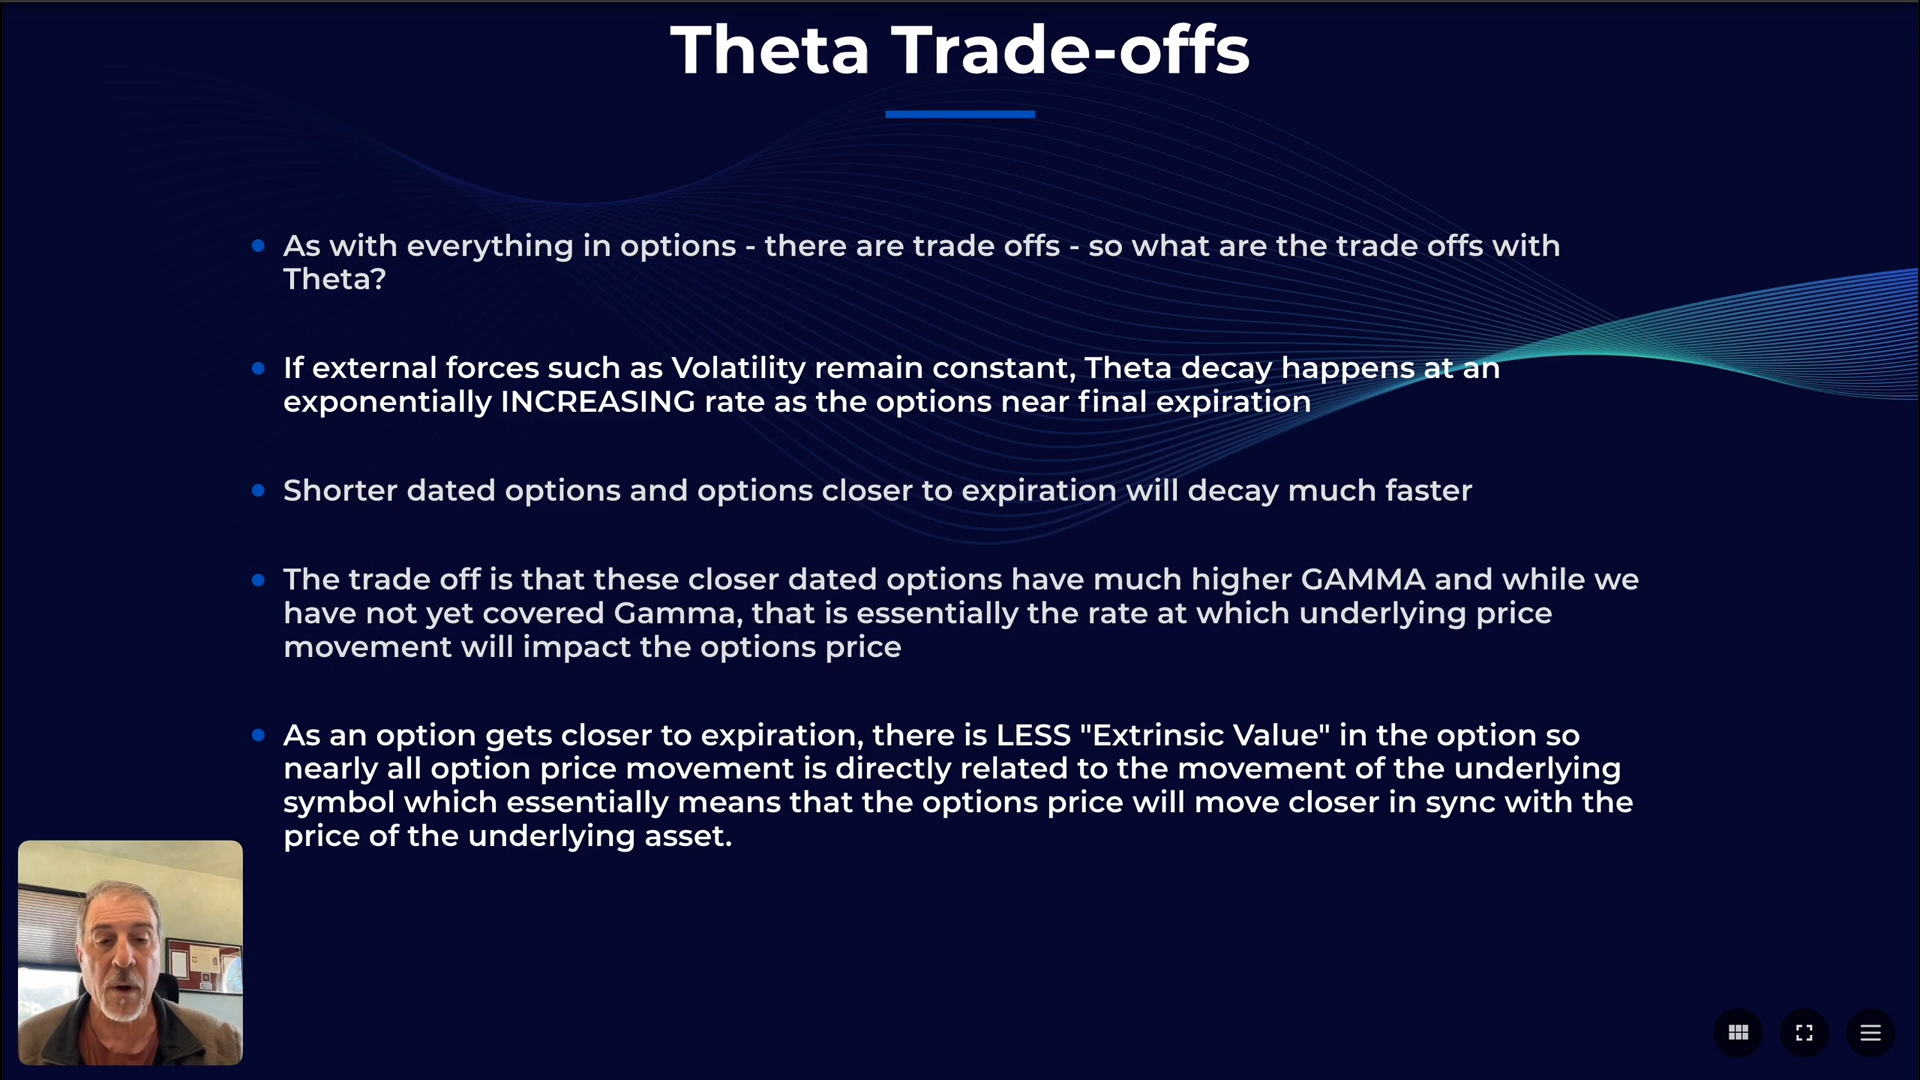 Theta Trade-offs
As with everything in options - there are trade offs - so what are the trade offs with
Theta?
If external forces such as Volatility remain constant, Theta decay happens at an
exponentially INCREASING rate as the options near final expiration
Shorter dated options and options closer to expiration will decay much faster
The trade off is that these closer dated options have much higher GAMMA and while we
have not yet covered Gamma, that is essentially the rate at which underlying price
movement will impact the options price
As an option gets closer to expiration, there is LESS "Extrinsic Value" in the option so
nearly all option price movement is directly related to the movement of the underlying
symbol which essentially means that the options price will move closer in sync with the
price of the underlying asset.